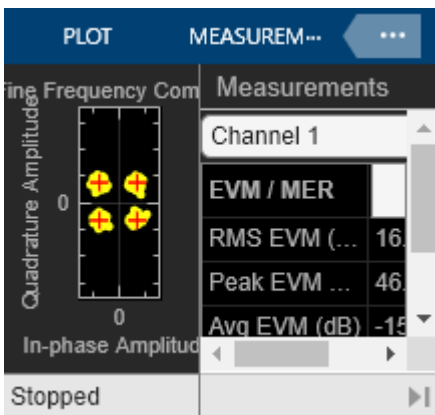 PLOT
MEASUREM...
Fine Frequency Com
Quadrature Amplitude
0
0
In-phase Amplitud
Measurements
Channel 1
EVM / MER
RMS EVM (... 16.
Peak EVM ... 46.
Avg EVM (dB) -15
Stopped